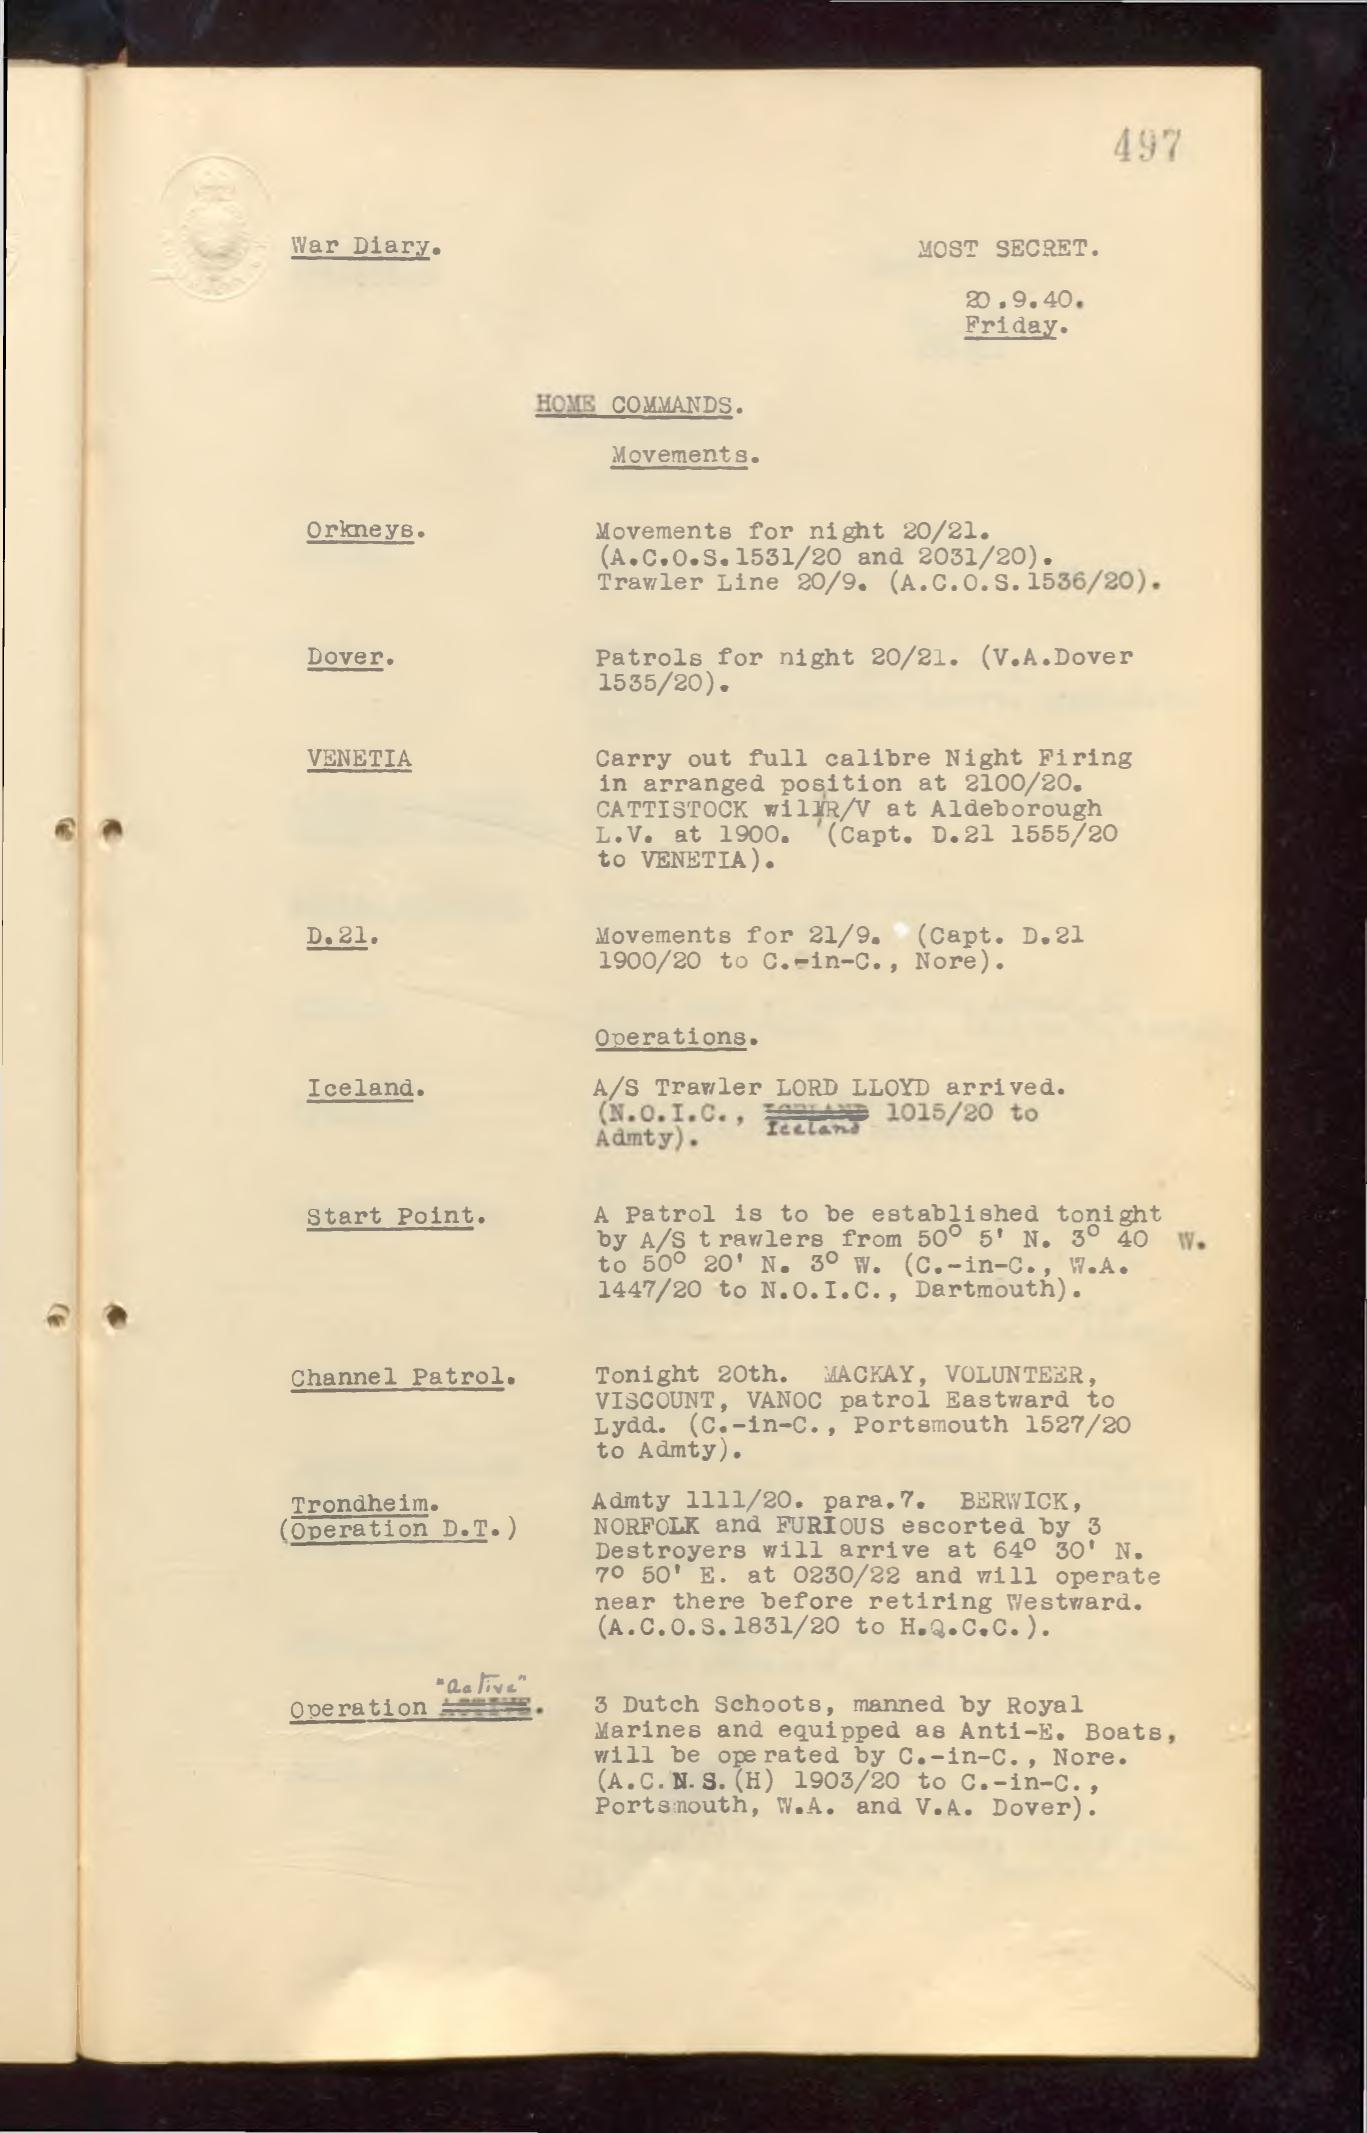 497
War Diary.
MOST SECRET.
20.9.40.
Friday.
HOME COMMANDS.
Movements.
Orkneys.
Movements for night 20/21.
(A.C.O.S.1531/20 and 2031/20).
Trawler Line 20/9. (A.C.O.S.1536/20).
Dover.
Patrols for night 20/21. (V.A.Dover
1535/20).
VENETIA
Carry out full calibre Night Firing
in arranged position at 2100/20.
CATTISTOCK will R/V at Aldeborough
L.V. at 1900. (Capt. D.21 1555/20
to VENETIA).
D.21.
Movements for 21/9. (Capt. D.21
1900/20 to C.-in-C., Nore).
Operations.
Iceland.
A/S Trawler LORD LLOYD arrived.
(N.O.I.C., ICELAND 1015/20 to
Iceland
Admty).
Start Point.
A Patrol is to be established tonight
by A/S trawlers from 50° 5' N. 3° 40 W.
to 50° 20' N. 3° W. (C.-in-C., W.A.
1447/20 to N.O.I.C., Dartmouth).
Channel Patrol.
Tonight 20th. MACKAY, VOLUNTEER,
VISCOUNT, VANOC patrol Eastward to
Lydd. (C.-in-C., Portsmouth 1527/20
to Admty).
Trondheim.
(Operation D.T.)
Admty 1111/20. para.7. BERWICK,
NORFOLK and FURIOUS escorted by 3
Destroyers will arrive at 64° 30' N.
7° 50' E. at 0230/22 and will operate
near there before retiring Westward.
(A.C.O.S.1831/20 to H.Q.C.C.).
"Active"
Operation ACTIVE.
3 Dutch Schoots, manned by Royal
Marines and equipped as Anti-E. Boats,
will be operated by C.-in-C., Nore.
(A.C.N.S.(H) 1903/20 to C.-in-C.,
Portsmouth, W.A. and V.A. Dover).